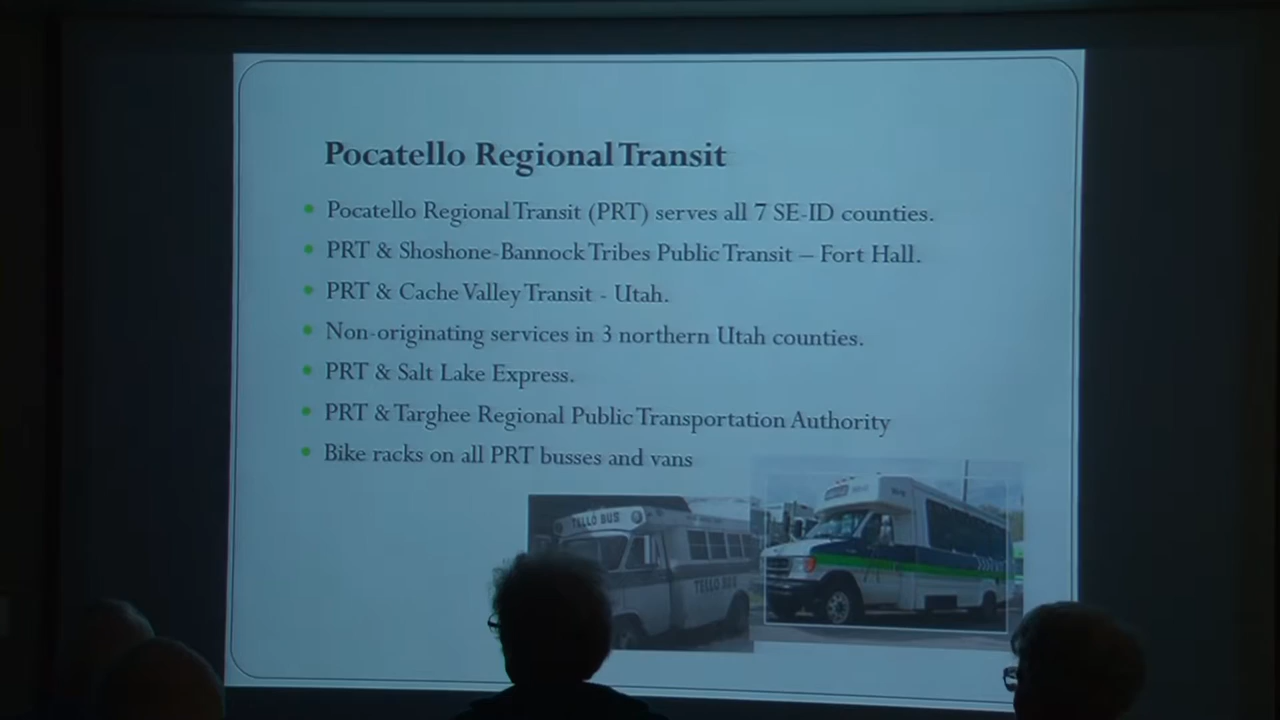 Pocatello Regional Transit
Pocatello Regional Transit (PRT) serves all 7 SE-ID counties.
PRT & Shoshone-Bannock Tribes Public Transit – Fort Hall.
PRT & Cache Valley Transit - Utah.
Non-originating services in 3 northern Utah counties.
PRT & Salt Lake Express.
PRT & Targhee Regional Public Transportation Authority
Bike racks on all PRT busses and vans
TELLO BUS
TELLO BUS